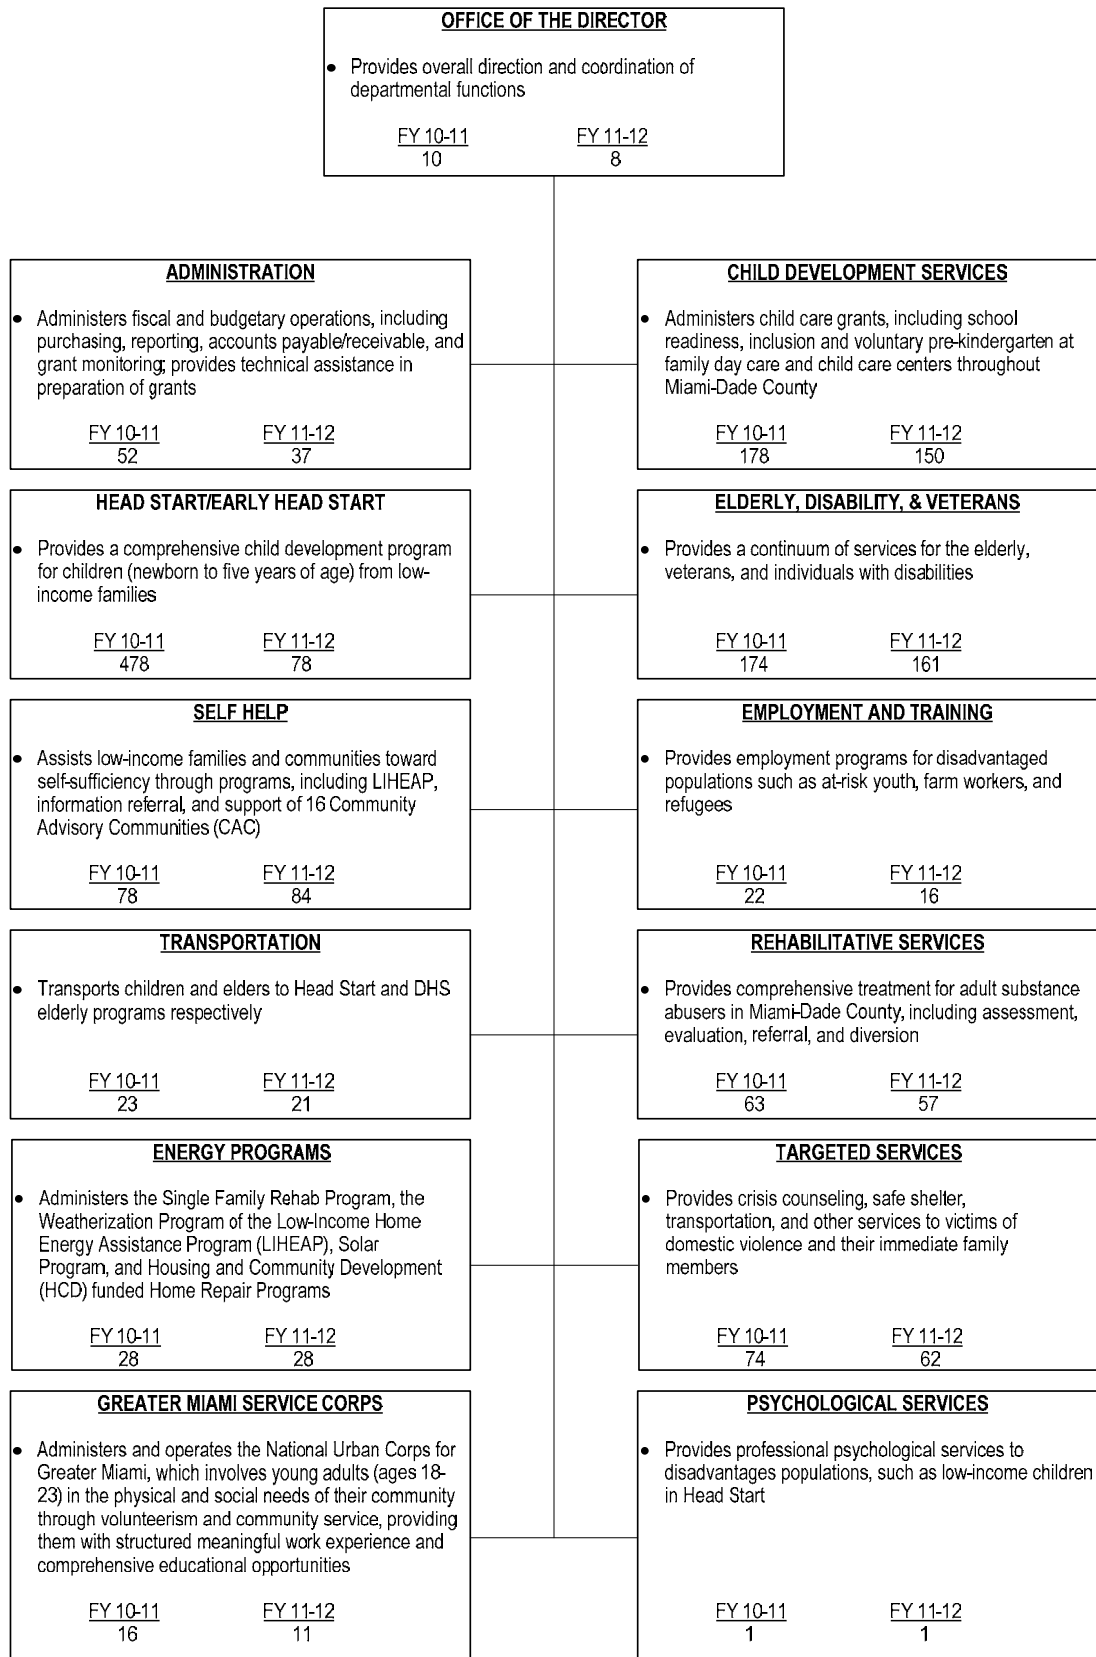 OFFICE OF THE DIRECTOR
• Provides overall direction and coordination of
departmental functions
FY 10-11 FY 11-12
10 8
ADMINISTRATION
• Administers fiscal and budgetary operations, including
purchasing, reporting, accounts payable/receivable, and
grant monitoring; provides technical assistance in
preparation of grants
FY 10-11 FY 11-12
52 37
CHILD DEVELOPMENT SERVICES
• Administers child care grants, including school
readiness, inclusion and voluntary pre-kindergarten at
family day care and child care centers throughout
Miami-Dade County
FY 10-11 FY 11-12
178 150
HEAD START/EARLY HEAD START
• Provides a comprehensive child development program
for children (newborn to five years of age) from low-
income families
FY 10-11 FY 11-12
478 78
ELDERLY, DISABILITY, & VETERANS
• Provides a continuum of services for the elderly,
veterans, and individuals with disabilities
FY 10-11 FY 11-12
174 161
SELF HELP
• Assists low-income families and communities toward
self-sufficiency through programs, including LIHEAP,
information referral, and support of 16 Community
Advisory Communities (CAC)
FY 10-11 FY 11-12
78 84
EMPLOYMENT AND TRAINING
• Provides employment programs for disadvantaged
populations such as at-risk youth, farm workers, and
refugees
FY 10-11 FY 11-12
22 16
TRANSPORTATION
• Transports children and elders to Head Start and DHS
elderly programs respectively
FY 10-11 FY 11-12
23 21
REHABILITATIVE SERVICES
• Provides comprehensive treatment for adult substance
abusers in Miami-Dade County, including assessment,
evaluation, referral, and diversion
FY 10-11 FY 11-12
63 57
ENERGY PROGRAMS
• Administers the Single Family Rehab Program, the
Weatherization Program of the Low-Income Home
Energy Assistance Program (LIHEAP), Solar
Program, and Housing and Community Development
(HCD) funded Home Repair Programs
FY 10-11 FY 11-12
28 28
TARGETED SERVICES
• Provides crisis counseling, safe shelter,
transportation, and other services to victims of
domestic violence and their immediate family
members
FY 10-11 FY 11-12
74 62
GREATER MIAMI SERVICE CORPS
• Administers and operates the National Urban Corps for
Greater Miami, which involves young adults (ages 18-
23) in the physical and social needs of their community
through volunteerism and community service, providing
them with structured meaningful work experience and
comprehensive educational opportunities
FY 10-11 FY 11-12
16 11
PSYCHOLOGICAL SERVICES
• Provides professional psychological services to
disadvantages populations, such as low-income children
in Head Start
FY 10-11 FY 11-12
1 1